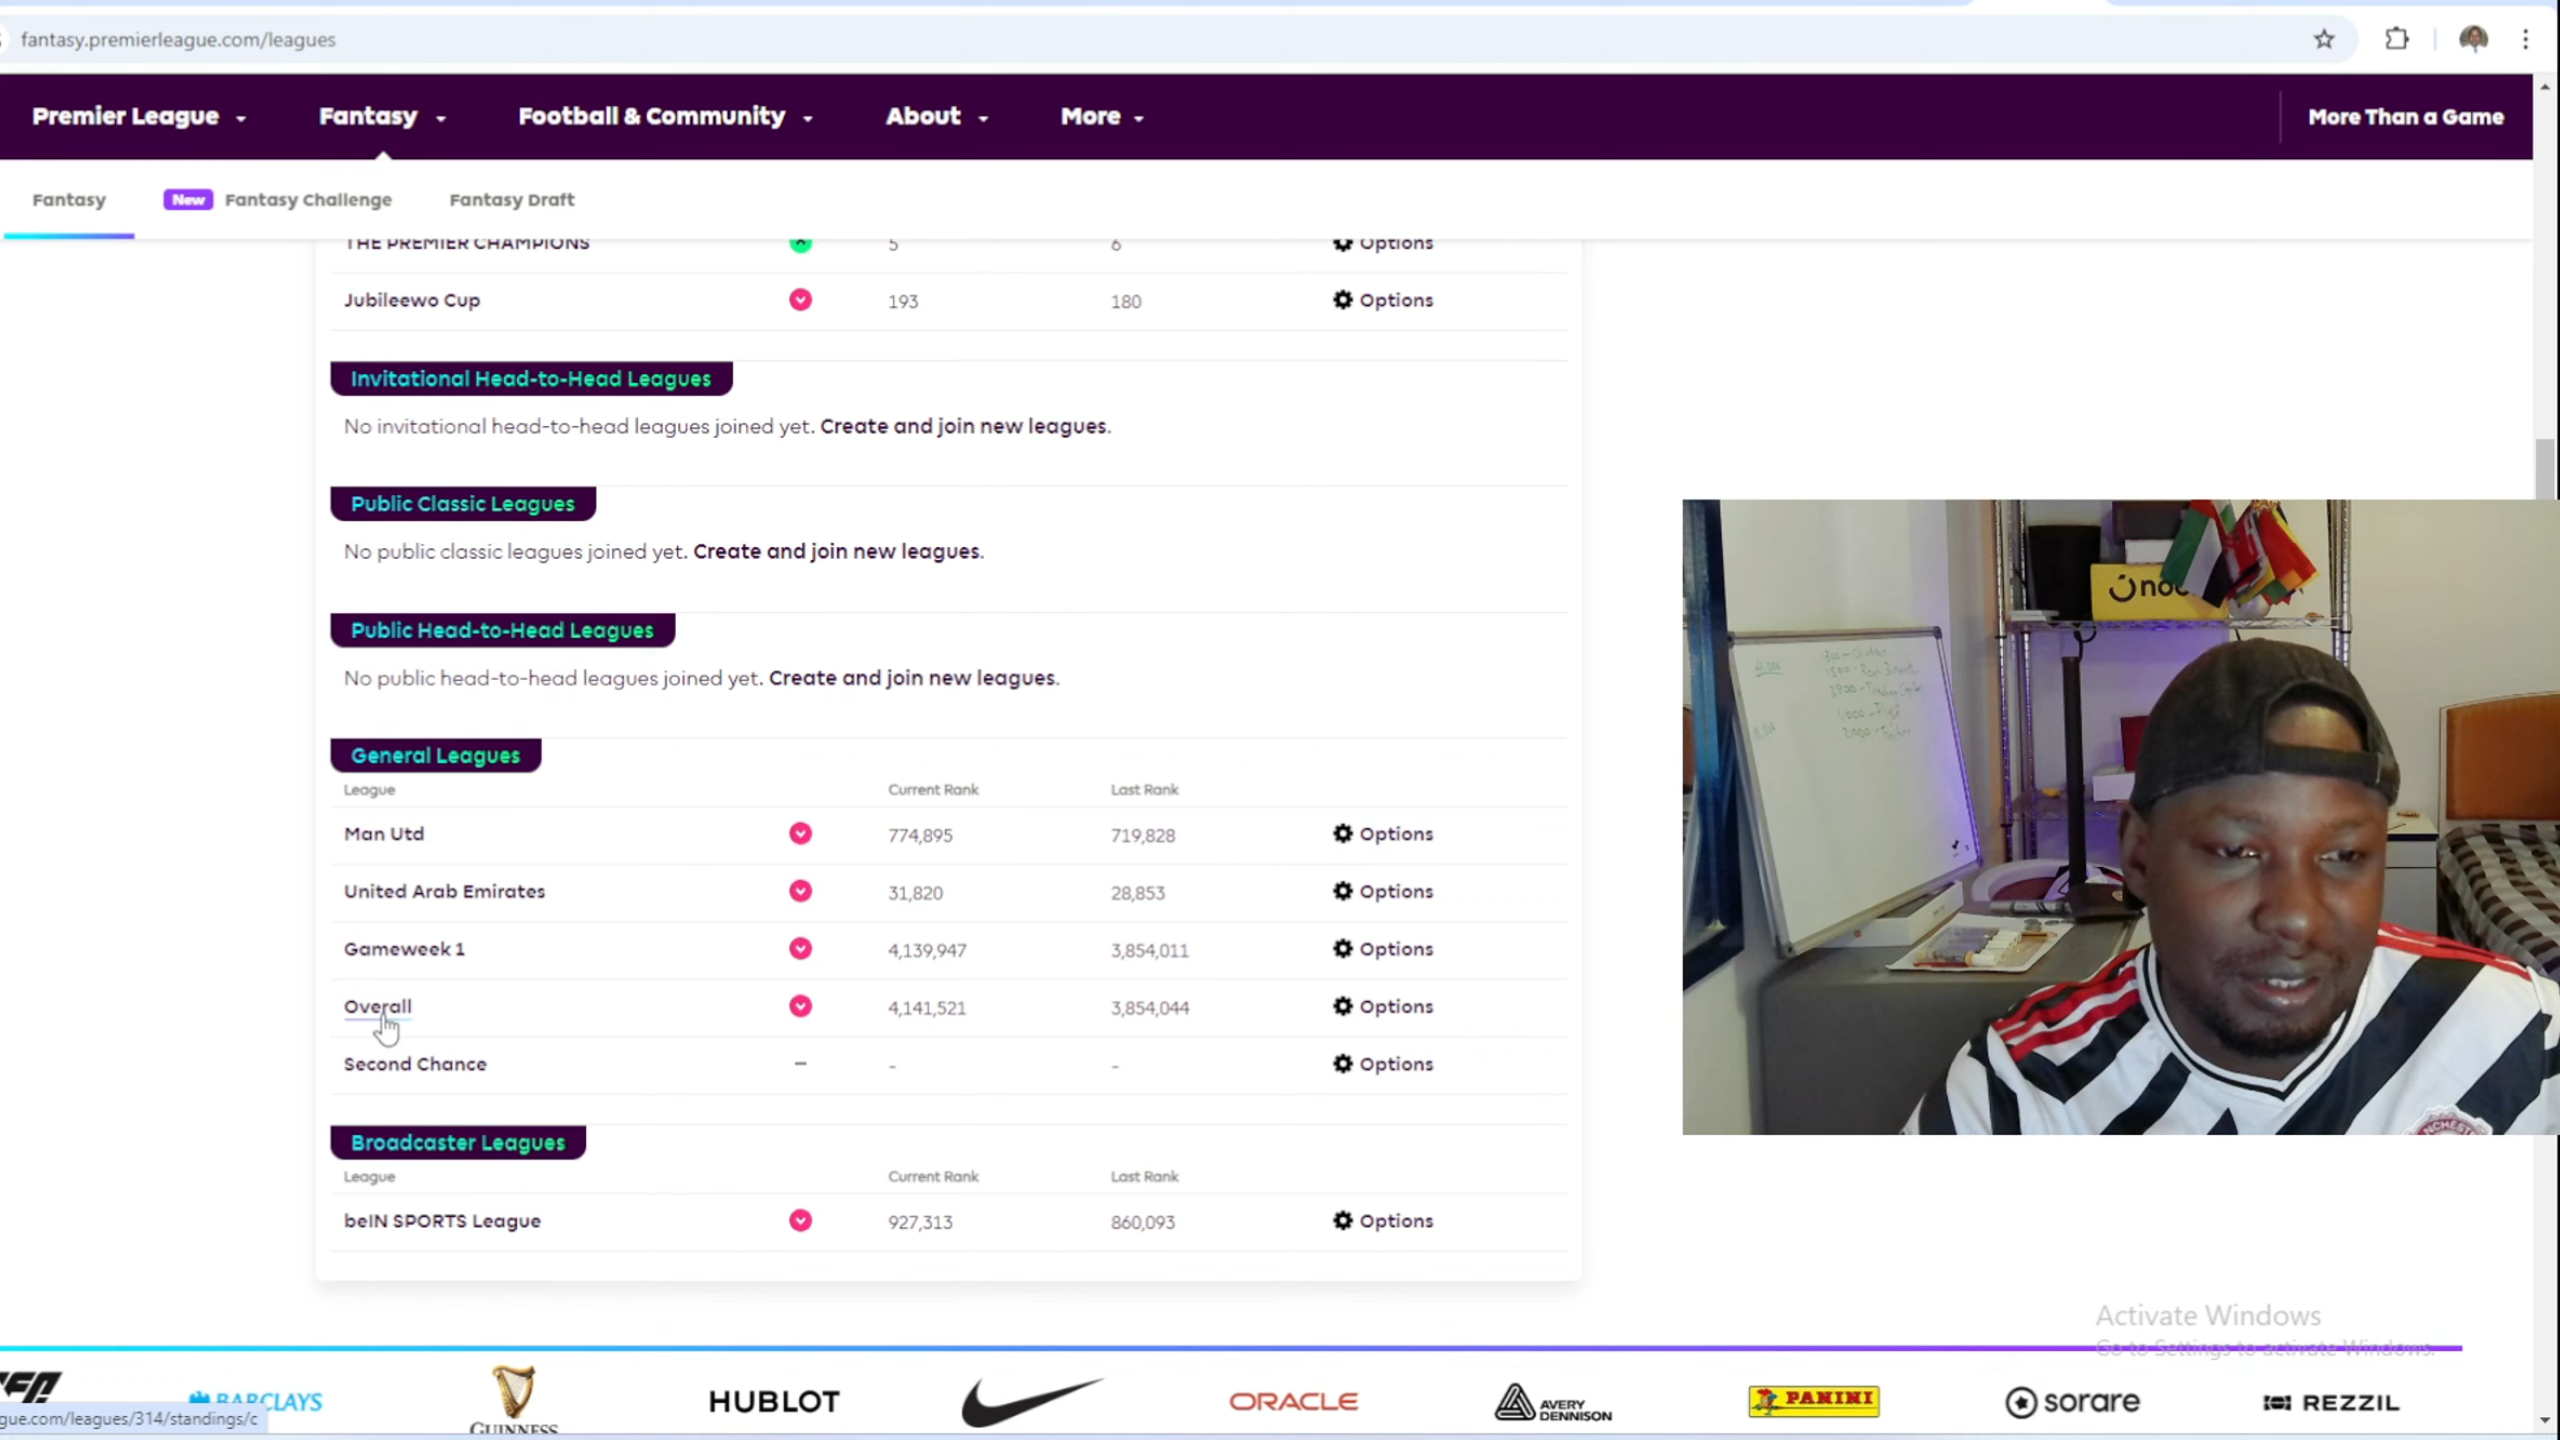 fantasy.premierleague.com/leagues
Premier League Fantasy Football & Community About More More Than a Game
Fantasy New Fantasy Challenge Fantasy Draft
THE PREMIER CHAMPIONS 5 6 Options
Jubileewo Cup 193 180 Options
Invitational Head-to-Head Leagues
No invitational head-to-head leagues joined yet. Create and join new leagues.
Public Classic Leagues
No public classic leagues joined yet. Create and join new leagues.
Public Head-to-Head Leagues
No public head-to-head leagues joined yet. Create and join new leagues.
General Leagues
League Current Rank Last Rank
Man Utd 774,895 719,828 Options
United Arab Emirates 31,820 28,853 Options
Gameweek 1 4,139,947 3,854,011 Options
Overall 4,141,521 3,854,044 Options
Second Chance - - Options
Broadcaster Leagues
League Current Rank Last Rank
beIN SPORTS League 927,313 860,093 Options
Activate Windows
Go to Settings to activate Windows.
BARCLAYS GUINNESS HUBLOT ORACLE AVERY DENNISON PANINI sorare REZZIL
gue.com/leagues/314/standings/c